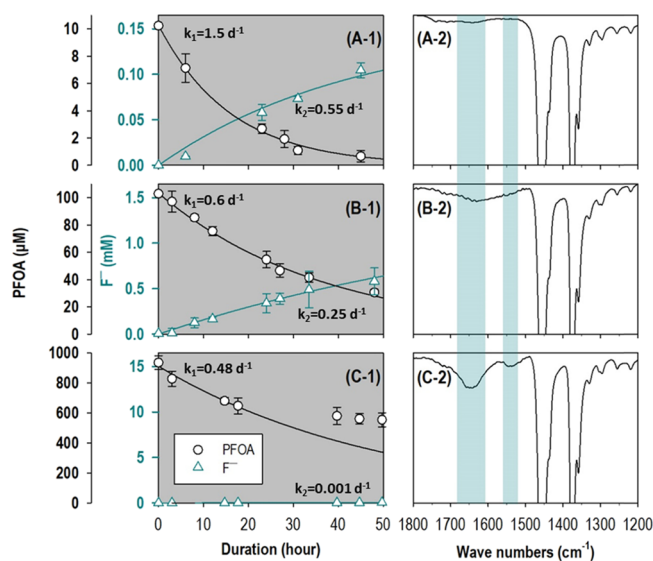 k₁=1.5 d⁻¹
(A-1)
k₂=0.55 d⁻¹
10
8
6
4
2
0
0.15
0.10
0.05
0.00
(A-2)
PFOA (µM)
F⁻ (mM)
k₁=0.6 d⁻¹
(B-1)
k₂=0.25 d⁻¹
100
80
60
40
20
0
1.5
1.0
0.5
0.0
(B-2)
k₁=0.48 d⁻¹
(C-1)
PFOA
F⁻
k₂=0.001 d⁻¹
1000
800
600
400
200
0
15
10
5
0
(C-2)
0 10 20 30 40 50
Duration (hour)
1800 1700 1600 1500 1400 1300 1200
Wave numbers (cm⁻¹)